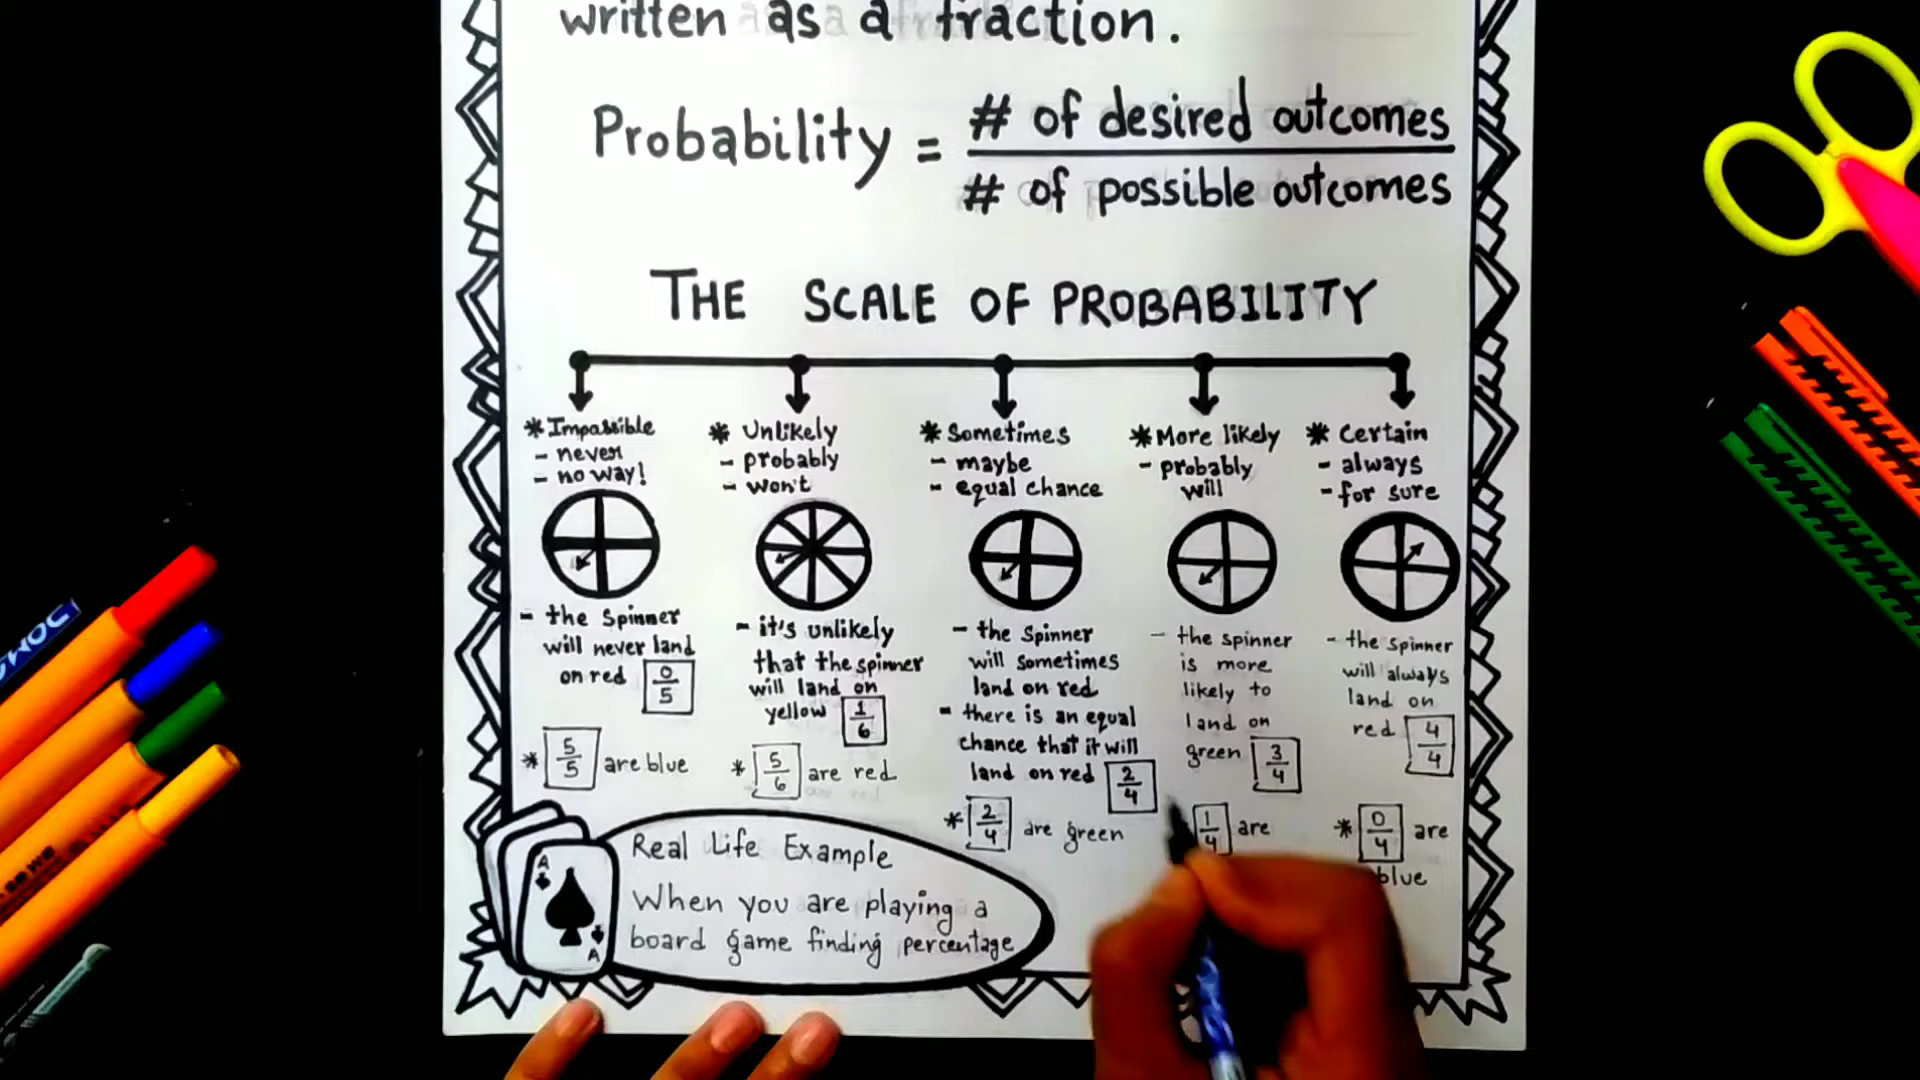 written as a fraction.
Probability = # of desired outcomes
# of possible outcomes
THE SCALE OF PROBABILITY
* Impassible
- never
- no way!
- the Spinner
will never land
on red 0/5
* 5/5 are blue
* Unlikely
- probably
- won't
- it's unlikely
that the spinner
will land on
yellow 1/6
* 5/6 are red
* Sometimes
- maybe
- equal chance
- the Spinner
will sometimes
land on red
- there is an equal
chance that it will
land on red 2/4
* 2/4 are green
* More likely
- probably
will
- the spinner
is more
likely to
land on
green 3/4
1/4 are
* Certain
- always
- for sure
- the spinner
will always
land on
red 4/4
* 0/4 are
blue
A
A
Real Life Example
When you are playing a
board game finding percentage